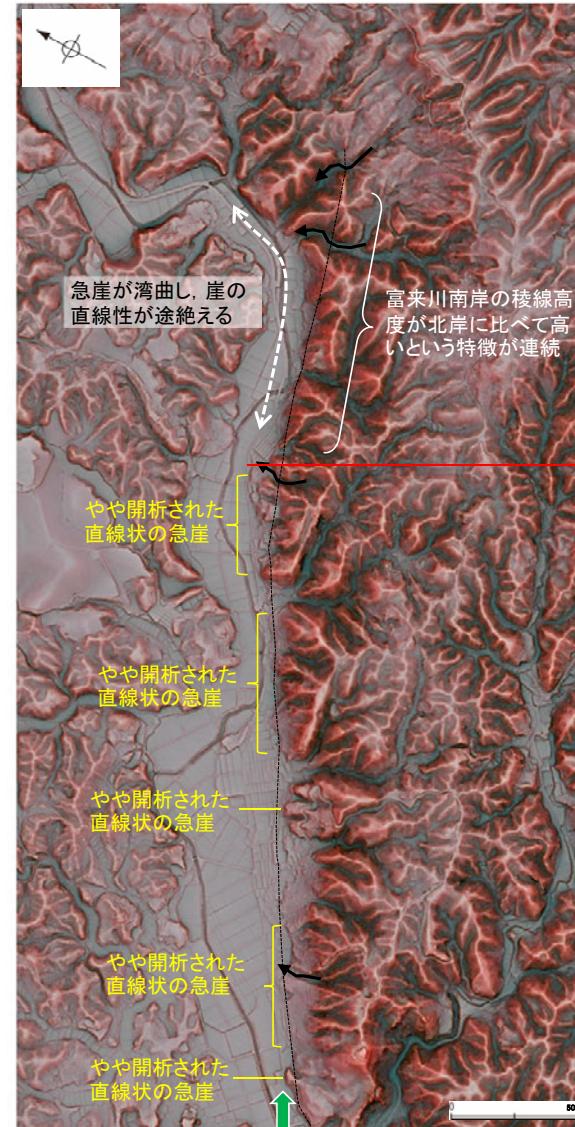 急崖が湾曲し，崖の
直線性が途絶える
富来川南岸の稜線高
度が北岸に比べて高
いという特徴が連続
やや開析された
直線状の急崖
やや開析された
直線状の急崖
やや開析された
直線状の急崖
やや開析された
直線状の急崖
やや開析された
直線状の急崖
0